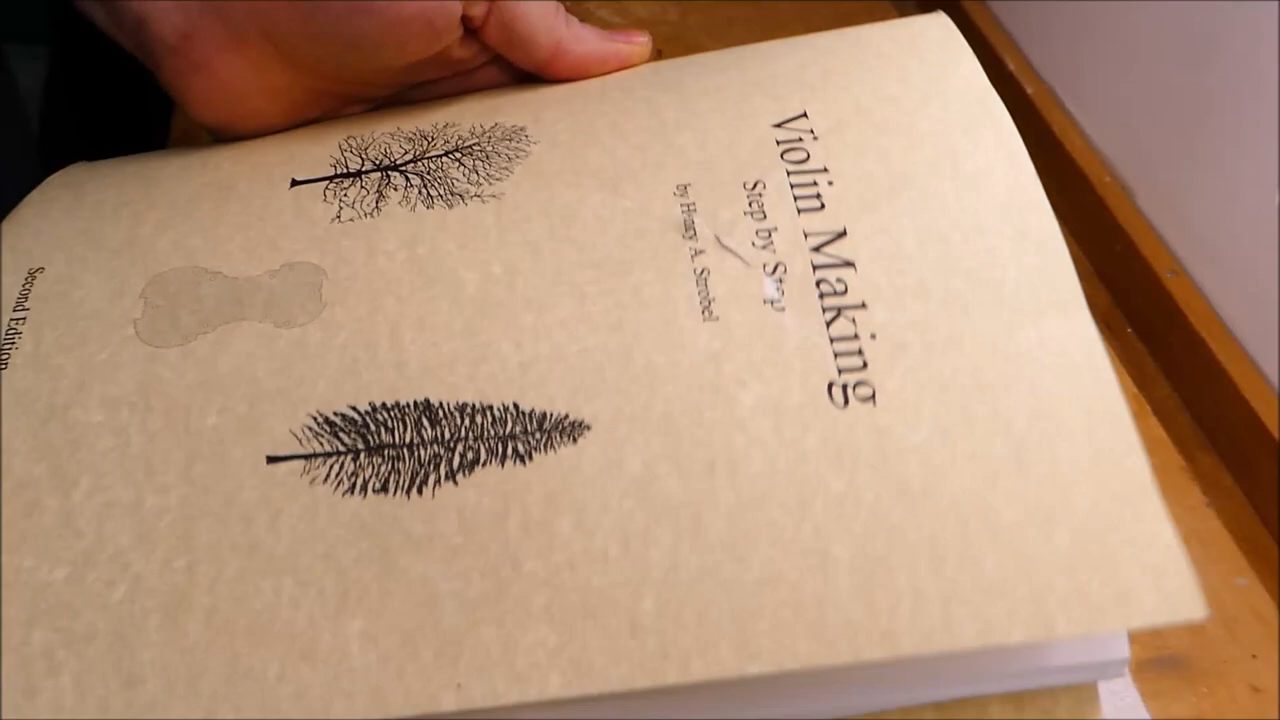 Violin Making
Step by Step
by Henry A. Strobel
Second Edition